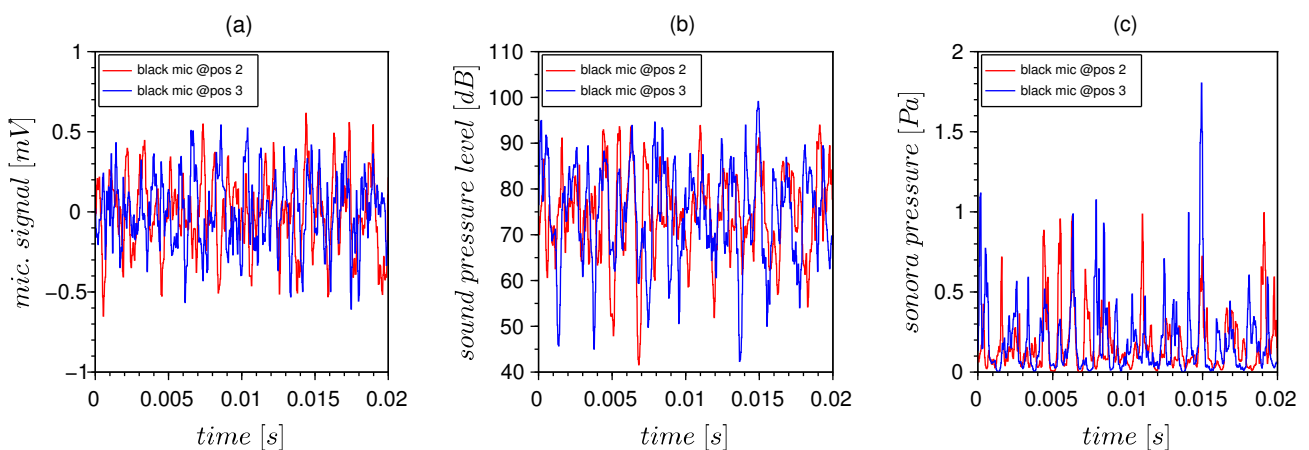 (a)
mic. signal [mV]
1
0.5
0
−0.5
−1
black mic @pos 2
black mic @pos 3
0 0.005 0.01 0.015 0.02
time [s]
(b)
sound pressure level [dB]
110
100
90
80
70
60
50
40
black mic @pos 2
black mic @pos 3
0 0.005 0.01 0.015 0.02
time [s]
(c)
sonora pressure [Pa]
2
1.5
1
0.5
0
black mic @pos 2
black mic @pos 3
0 0.005 0.01 0.015 0.02
time [s]